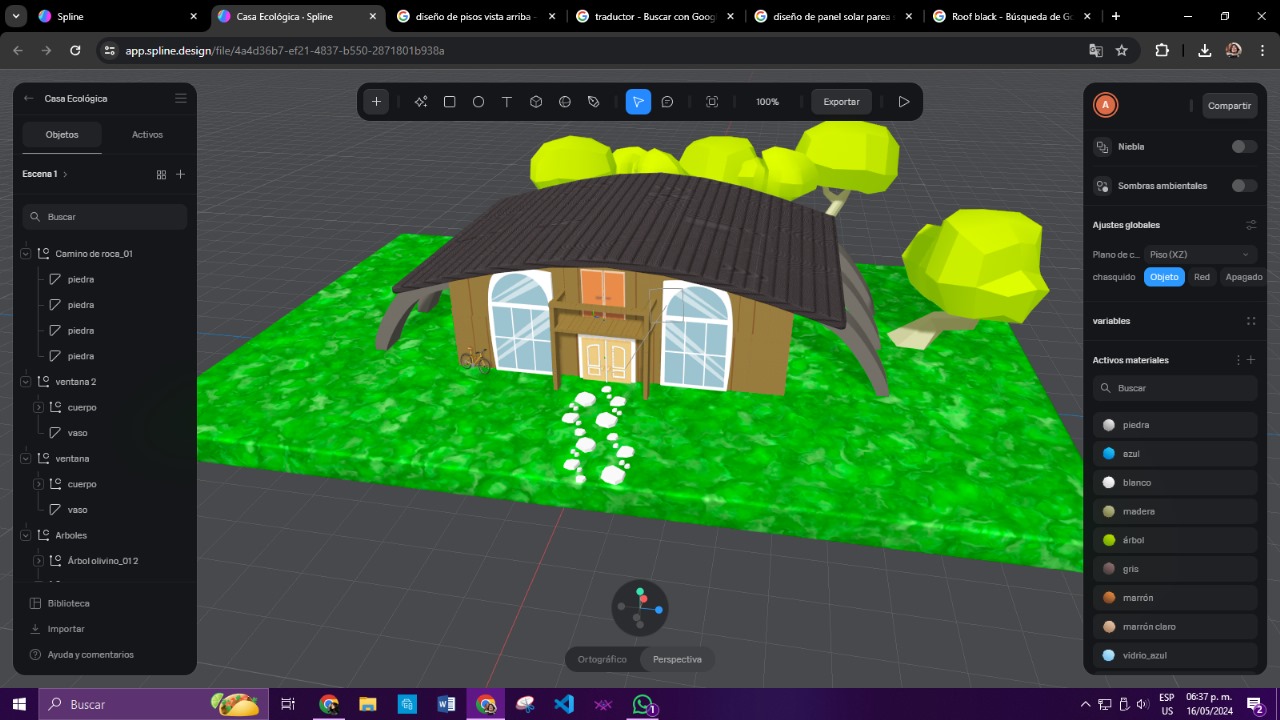 Spline
Casa Ecológica - Spline
diseño de pisos vista arriba -
traductor - Buscar con Goog
diseño de panel solar parea
Roof black - Búsqueda de Go
app.spline.design/file/4a4d36b7-ef21-4837-b550-2871801b938a
Casa Ecológica
Objetos
Activos
Escena 1
Buscar
Camino de roca_01
piedra
piedra
piedra
piedra
ventana 2
cuerpo
vaso
ventana
cuerpo
vaso
Arboles
Árbol olivino_01 2
Biblioteca
Importar
Ayuda y comentarios
T
100%
Exportar
Ortográfico
Perspectiva
A
Compartir
Niebla
Sombras ambientales
Ajustes globales
Plano de c...
Piso (XZ)
chasquido
Objeto
Red
Apagado
variables
Activos materiales
Buscar
piedra
azul
blanco
madera
árbol
gris
marrón
marrón claro
vidrio_azul
Buscar
1
ESP
US
06:37 p. m.
16/05/2024
2